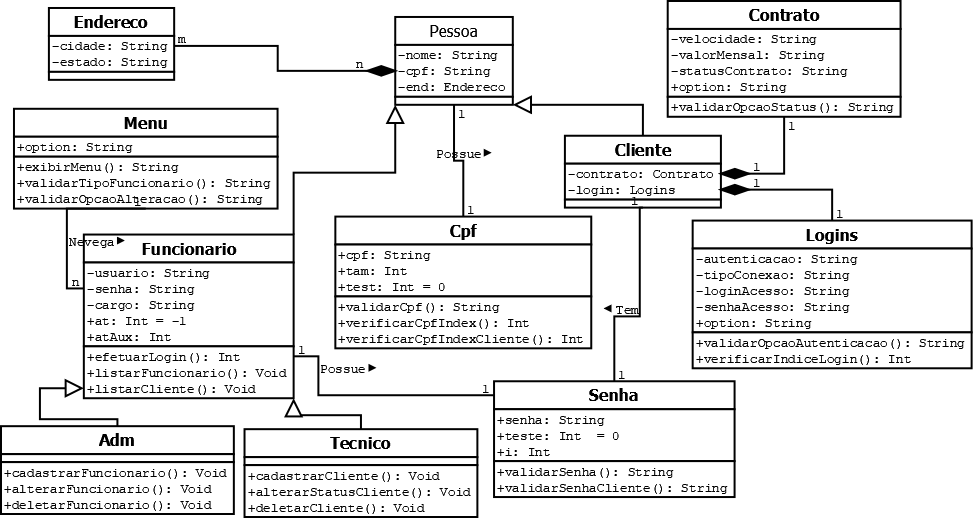 Endereco
-cidade: String
-estado: String
m
n
Pessoa
-nome: String
-cpf: String
-end: Endereco
1
Possue
1
Contrato
-velocidade: String
-valorMensal: String
-statusContrato: String
+option: String
+validarOpcaoStatus(): String
1
1
Menu
+option: String
+exibirMenu(): String
+validarTipoFuncionario(): String
+validarOpcaoAlteracao(): String
1
Nevega
n
Cliente
-contrato: Contrato
-login: Logins
1
1
1
Funcionario
-usuario: String
-senha: String
-cargo: String
+at: Int = -1
+atAux: Int
+efetuarLogin(): Int
+listarFuncionario(): Void
+listarCliente(): Void
1
Possue
1
Cpf
+cpf: String
+tam: Int
+test: Int = 0
+validarCpf(): String
+verificarCpfIndex(): Int
+verificarCpfIndexCliente(): Int
Tem
1
Logins
-autenticacao: String
-tipoConexao: String
-loginAcesso: String
-senhaAcesso: String
+option: String
+validarOpcaoAutenticacao(): String
+verificarIndiceLogin(): Int
Adm
+cadastrarFuncionario(): Void
+alterarFuncionario(): Void
+deletarFuncionario(): Void
Tecnico
+cadastrarCliente(): Void
+alterarStatusCliente(): Void
+deletarCliente(): Void
Senha
+senha: String
+teste: Int  = 0
+i: Int
+validarSenha(): String
+validarSenhaCliente(): String